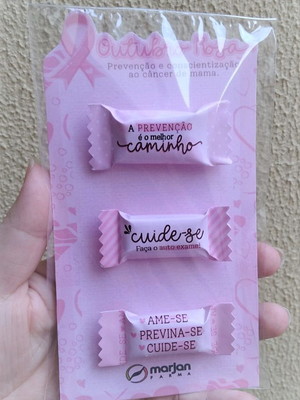 Outubro Rosa
Prevenção e conscientização
ao câncer de mama.
A PREVENÇÃO
é o melhor
caminho
cuide-se
Faça o auto exame!
AME-SE
PREVINA-SE
CUIDE-SE
marjan
FARMA